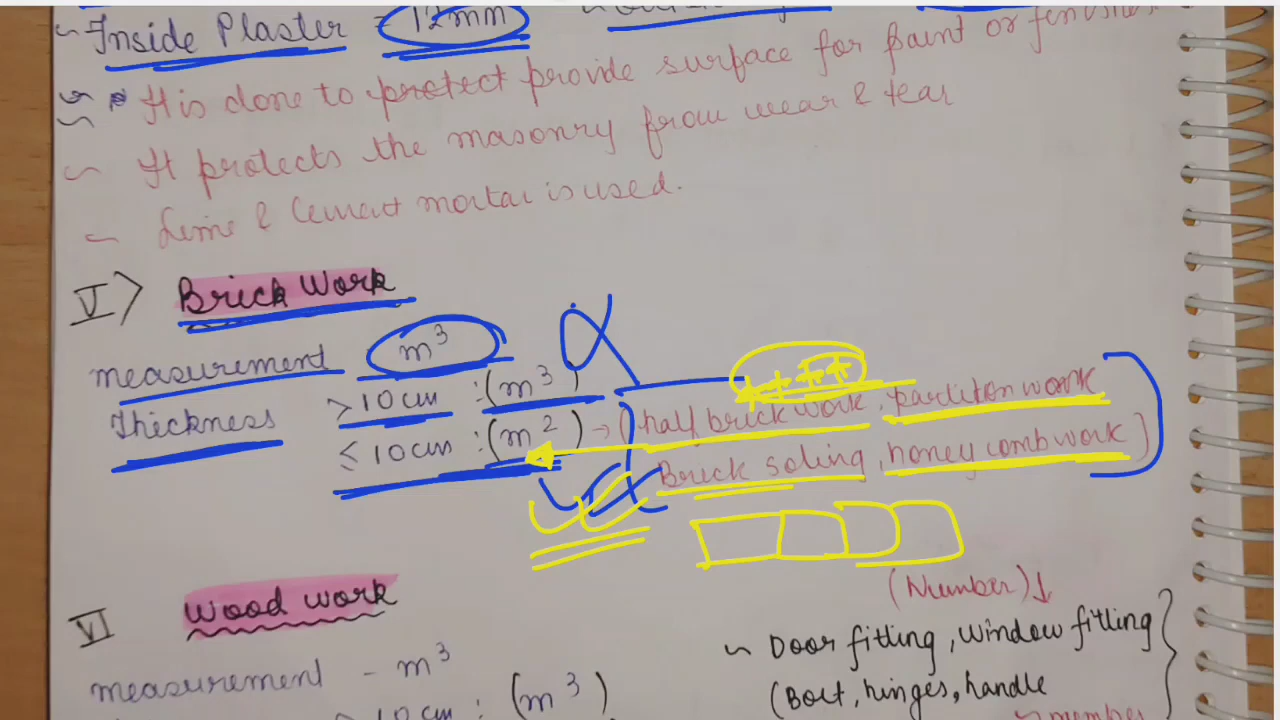 ~ Inside Plaster = 12mm
~ It is done to protect provide surface for paint or
~ It protects the masonry from wear & tear
~ Lime & Cement mortar is used.
V> Brick Work
measurement m³
Thickness > 10 cm : (m³)
≤ 10 cm : (m²) → (half brick work, partition work
Brick soling, honey comb work)
VI Wood work
(Number)↓
measurement - m³
~ Door fitting, window fitting
10 cm : (m³)
(Bolt, hinges, handle